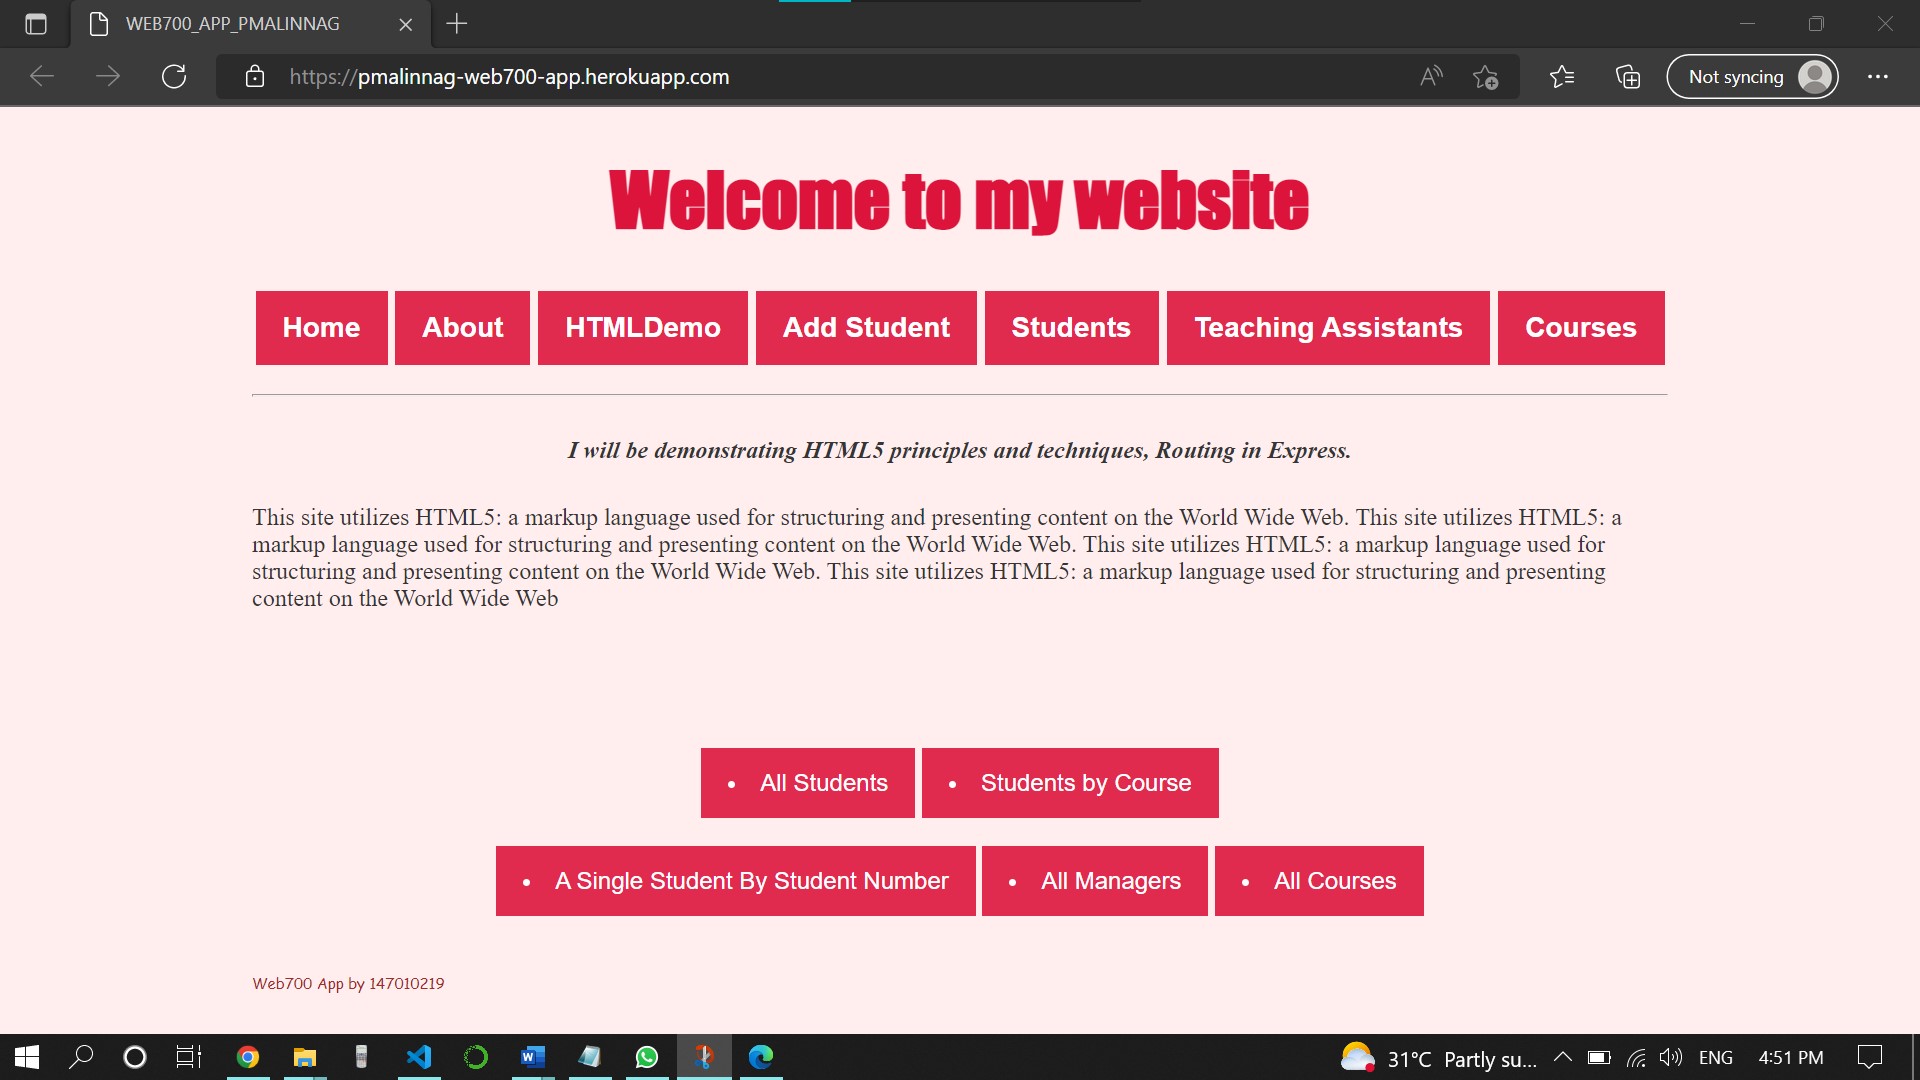 WEB700_APP_PMALINNAG
https://pmalinnag-web700-app.herokuapp.com
Not syncing
Welcome to my website
Home About HTMLDemo Add Student Students Teaching Assistants Courses
I will be demonstrating HTML5 principles and techniques, Routing in Express.
This site utilizes HTML5: a markup language used for structuring and presenting content on the World Wide Web. This site utilizes HTML5: a
markup language used for structuring and presenting content on the World Wide Web. This site utilizes HTML5: a markup language used for
structuring and presenting content on the World Wide Web. This site utilizes HTML5: a markup language used for structuring and presenting
content on the World Wide Web
• All Students • Students by Course
• A Single Student By Student Number • All Managers • All Courses
Web700 App by 147010219
31°C Partly su... ENG 4:51 PM